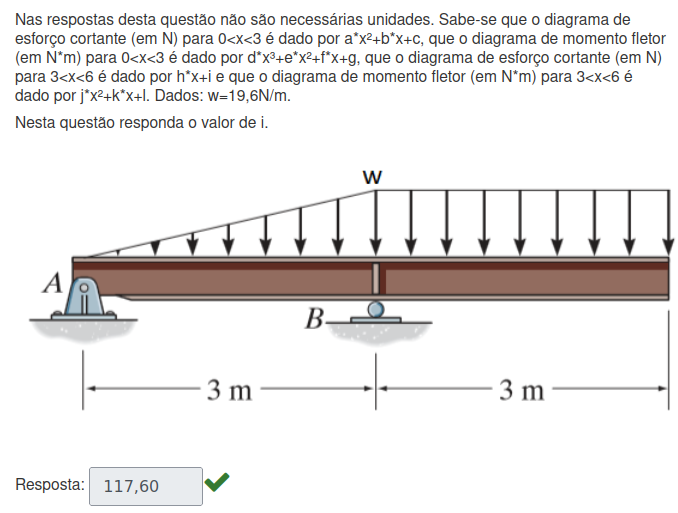 Nas respostas desta questão não são necessárias unidades. Sabe-se que o diagrama de
esforço cortante (em N) para 0<x<3 é dado por a*x²+b*x+c, que o diagrama de momento fletor
(em N*m) para 0<x<3 é dado por d*x³+e*x²+f*x+g, que o diagrama de esforço cortante (em N)
para 3<x<6 é dado por h*x+i e que o diagrama de momento fletor (em N*m) para 3<x<6 é
dado por j*x²+k*x+l. Dados: w=19,6N/m.
Nesta questão responda o valor de i.
w
A
B
3 m
3 m
Resposta: 117,60